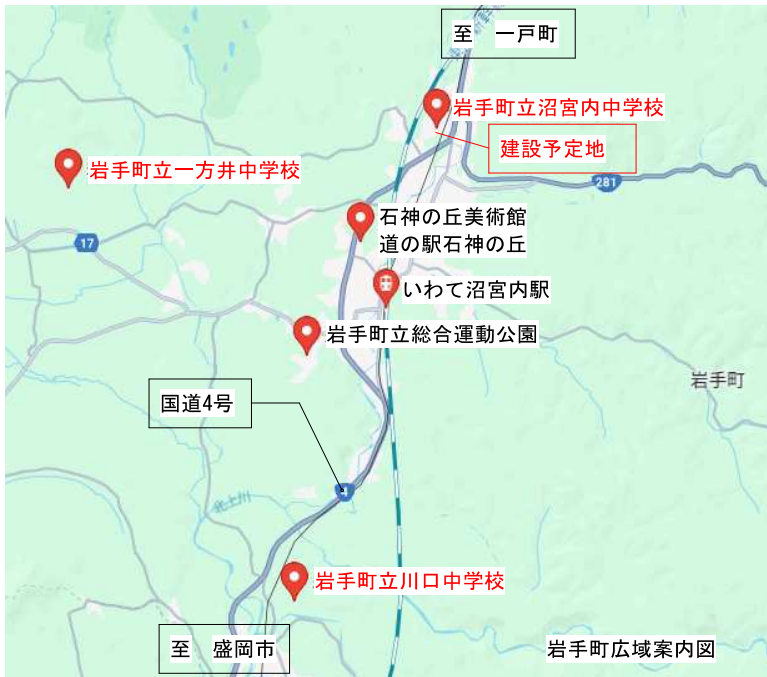 至　一戸町
岩手町立沼宮内中学校
建設予定地
岩手町立一方井中学校
281
石神の丘美術館
道の駅石神の丘
17
いわて沼宮内駅
岩手町立総合運動公園
岩手町
国道4号
4
北上川
岩手町立川口中学校
至　盛岡市
岩手町広域案内図